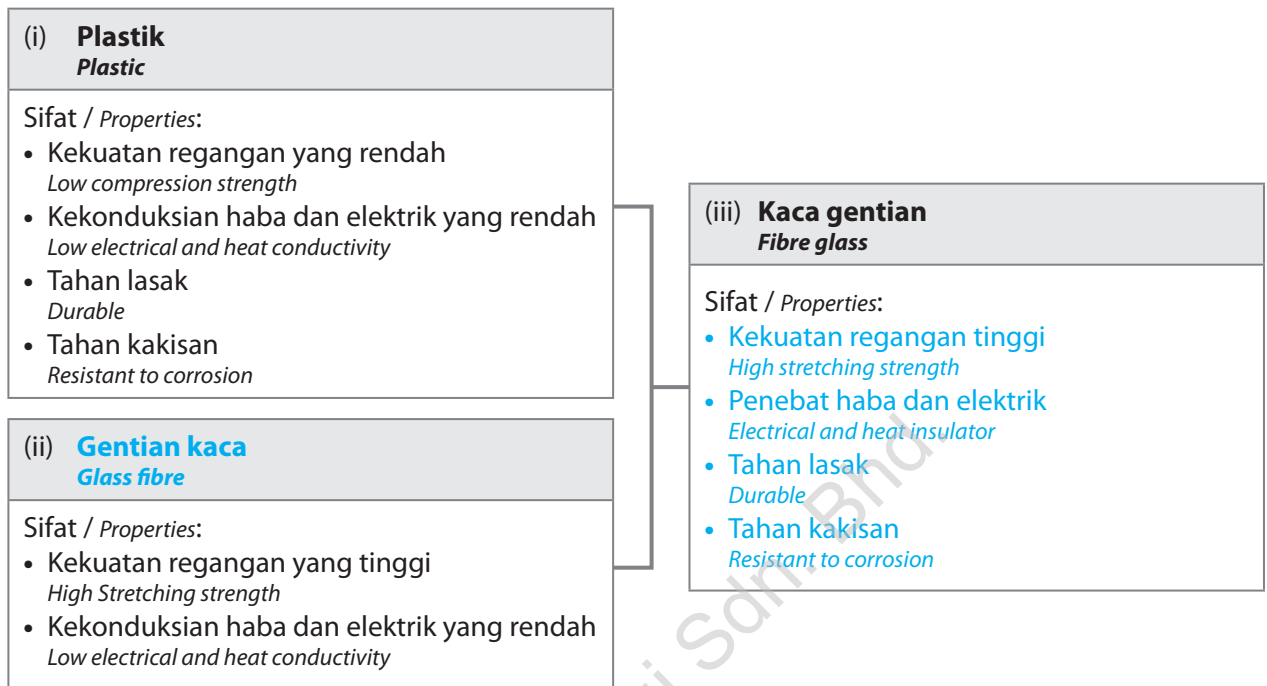 (i) Plastik
Plastic
Sifat / Properties:
• Kekuatan regangan yang rendah
Low compression strength
• Kekonduksian haba dan elektrik yang rendah
Low electrical and heat conductivity
• Tahan lasak
Durable
• Tahan kakisan
Resistant to corrosion
(ii) Gentian kaca
Glass fibre
Sifat / Properties:
• Kekuatan regangan yang tinggi
High Stretching strength
• Kekonduksian haba dan elektrik yang rendah
Low electrical and heat conductivity
(iii) Kaca gentian
Fibre glass
Sifat / Properties:
• Kekuatan regangan tinggi
High stretching strength
• Penebat haba dan elektrik
Electrical and heat insulator
• Tahan lasak
Durable
• Tahan kakisan
Resistant to corrosion
Sdn. Bhd.